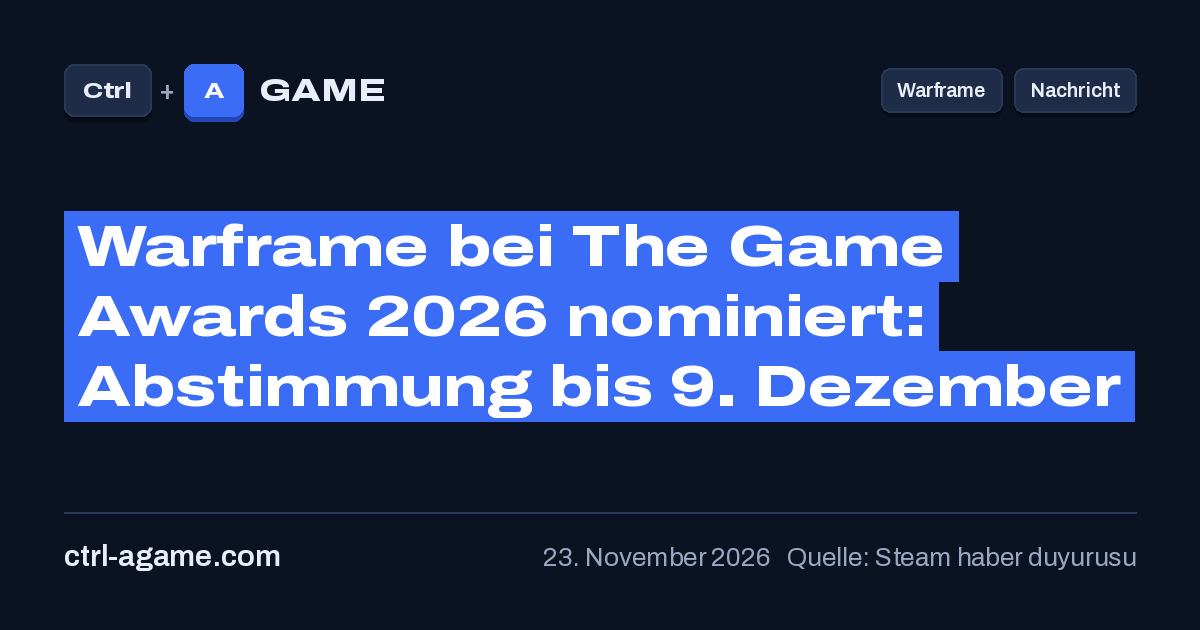 Ctrl + A GAME
Warframe Nachricht
Warframe bei The Game
Awards 2026 nominiert:
Abstimmung bis 9. Dezember
ctrl-agame.com
23. November 2026 Quelle: Steam haber duyurusu